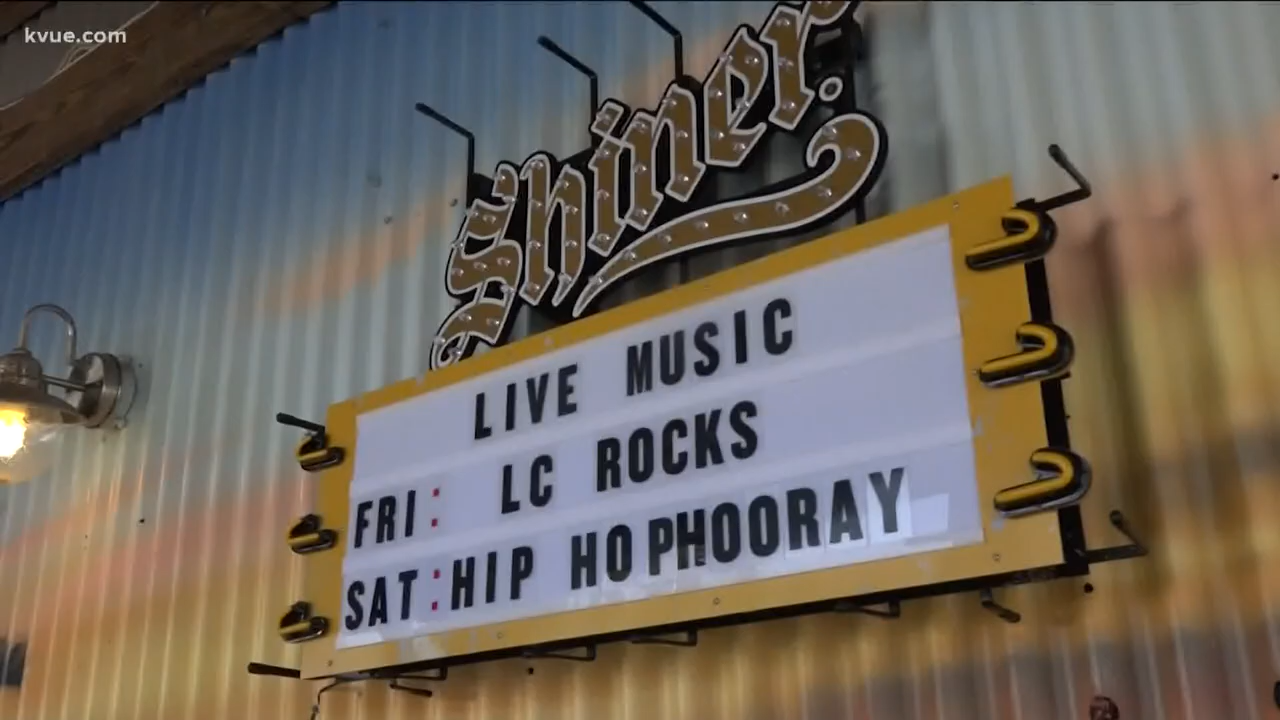 kvue.com
Shiner.
LIVE MUSIC
FRI: LC ROCKS
SAT:HIP HOPHOORAY